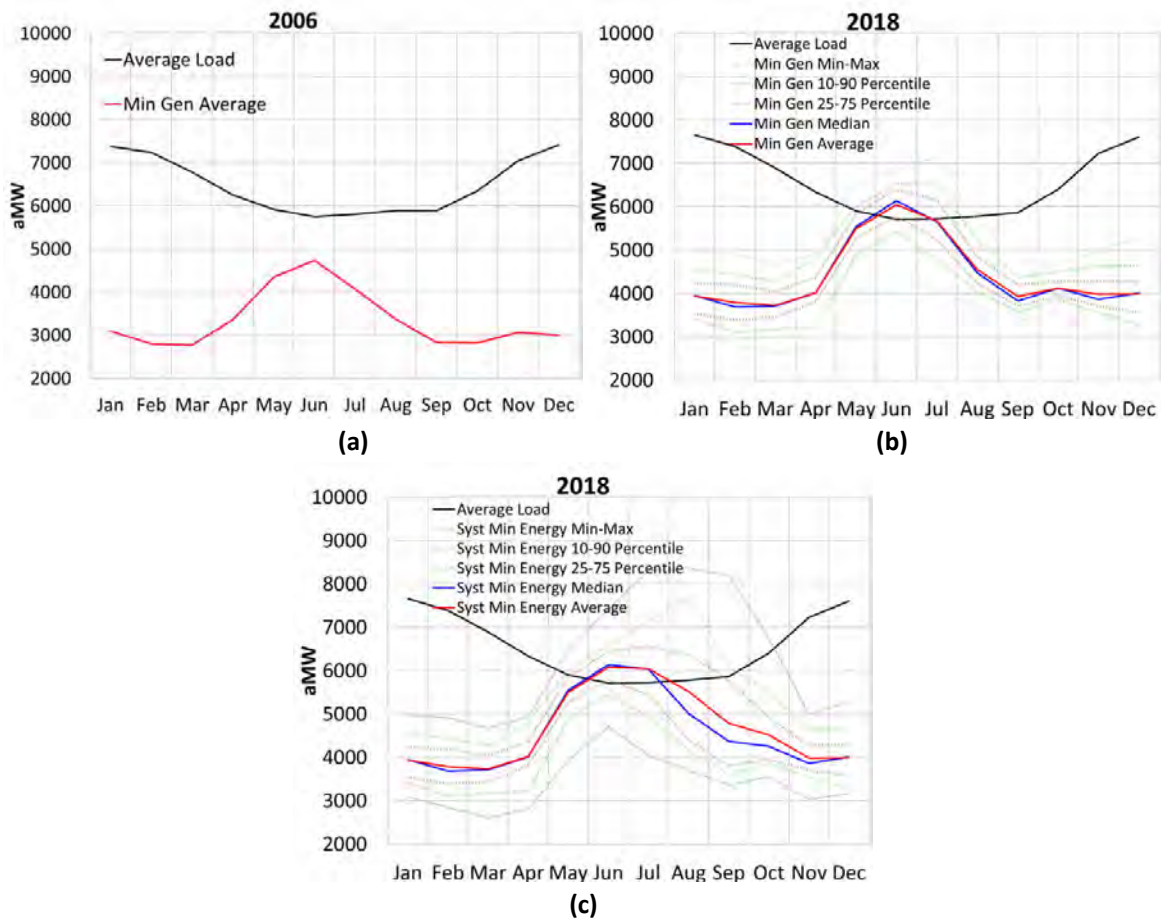 2006
10000
9000
8000
7000
6000
5000
4000
3000
2000
aMW
Average Load
Min Gen Average
Jan Feb Mar Apr May Jun Jul Aug Sep Oct Nov Dec
(a)
2018
10000
9000
8000
7000
6000
5000
4000
3000
2000
aMW
Average Load
Min Gen Min-Max
Min Gen 10-90 Percentile
Min Gen 25-75 Percentile
Min Gen Median
Min Gen Average
Jan Feb Mar Apr May Jun Jul Aug Sep Oct Nov Dec
(b)
2018
10000
9000
8000
7000
6000
5000
4000
3000
2000
aMW
Average Load
Syst Min Energy Min-Max
Syst Min Energy 10-90 Percentile
Syst Min Energy 25-75 Percentile
Syst Min Energy Median
Syst Min Energy Average
Jan Feb Mar Apr May Jun Jul Aug Sep Oct Nov Dec
(c)